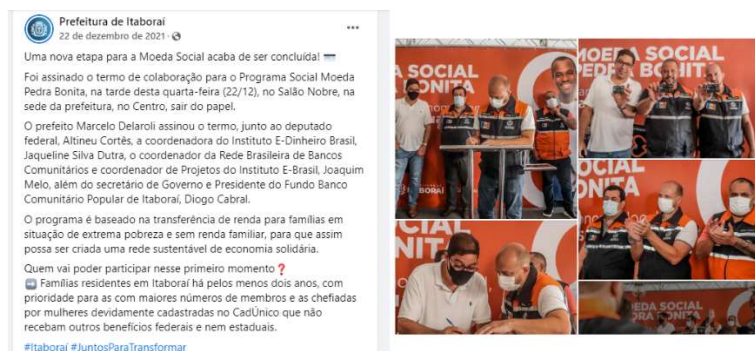 Prefeitura de Itaboraí
22 de dezembro de 2021 ·
Uma nova etapa para a Moeda Social acaba de ser concluída!
Foi assinado o termo de colaboração para o Programa Social Moeda
Pedra Bonita, na tarde desta quarta-feira (22/12), no Salão Nobre, na
sede da prefeitura, no Centro, sair do papel.
O prefeito Marcelo Delaroli assinou o termo, junto ao deputado
federal, Altineu Cortês, a coordenadora do Instituto E-Dinheiro Brasil,
Jaqueline Silva Dutra, o coordenador da Rede Brasileira de Bancos
Comunitários e coordenador de Projetos do Instituto E-Brasil, Joaquim
Melo, além do secretário de Governo e Presidente do Fundo Banco
Comunitário Popular de Itaboraí, Diogo Cabral.
O programa é baseado na transferência de renda para famílias em
situação de extrema pobreza e sem renda familiar, para que assim
possa ser criada uma rede sustentável de economia solidária.
Quem vai poder participar nesse primeiro momento❓
➡️ Famílias residentes em Itaboraí há pelos menos dois anos, com
prioridade para as com maiores números de membros e as chefiadas
por mulheres devidamente cadastradas no CadÚnico que não
recebam outros benefícios federais e nem estaduais.
#Itaboraí #JuntosParaTransformar
A SOCIAL
BONITA
MOEDA SOCIAL
PEDRA BONITA
OCIAL
ONITA
CIAL
NIT
EDA SOCIAL
DRA BONITA